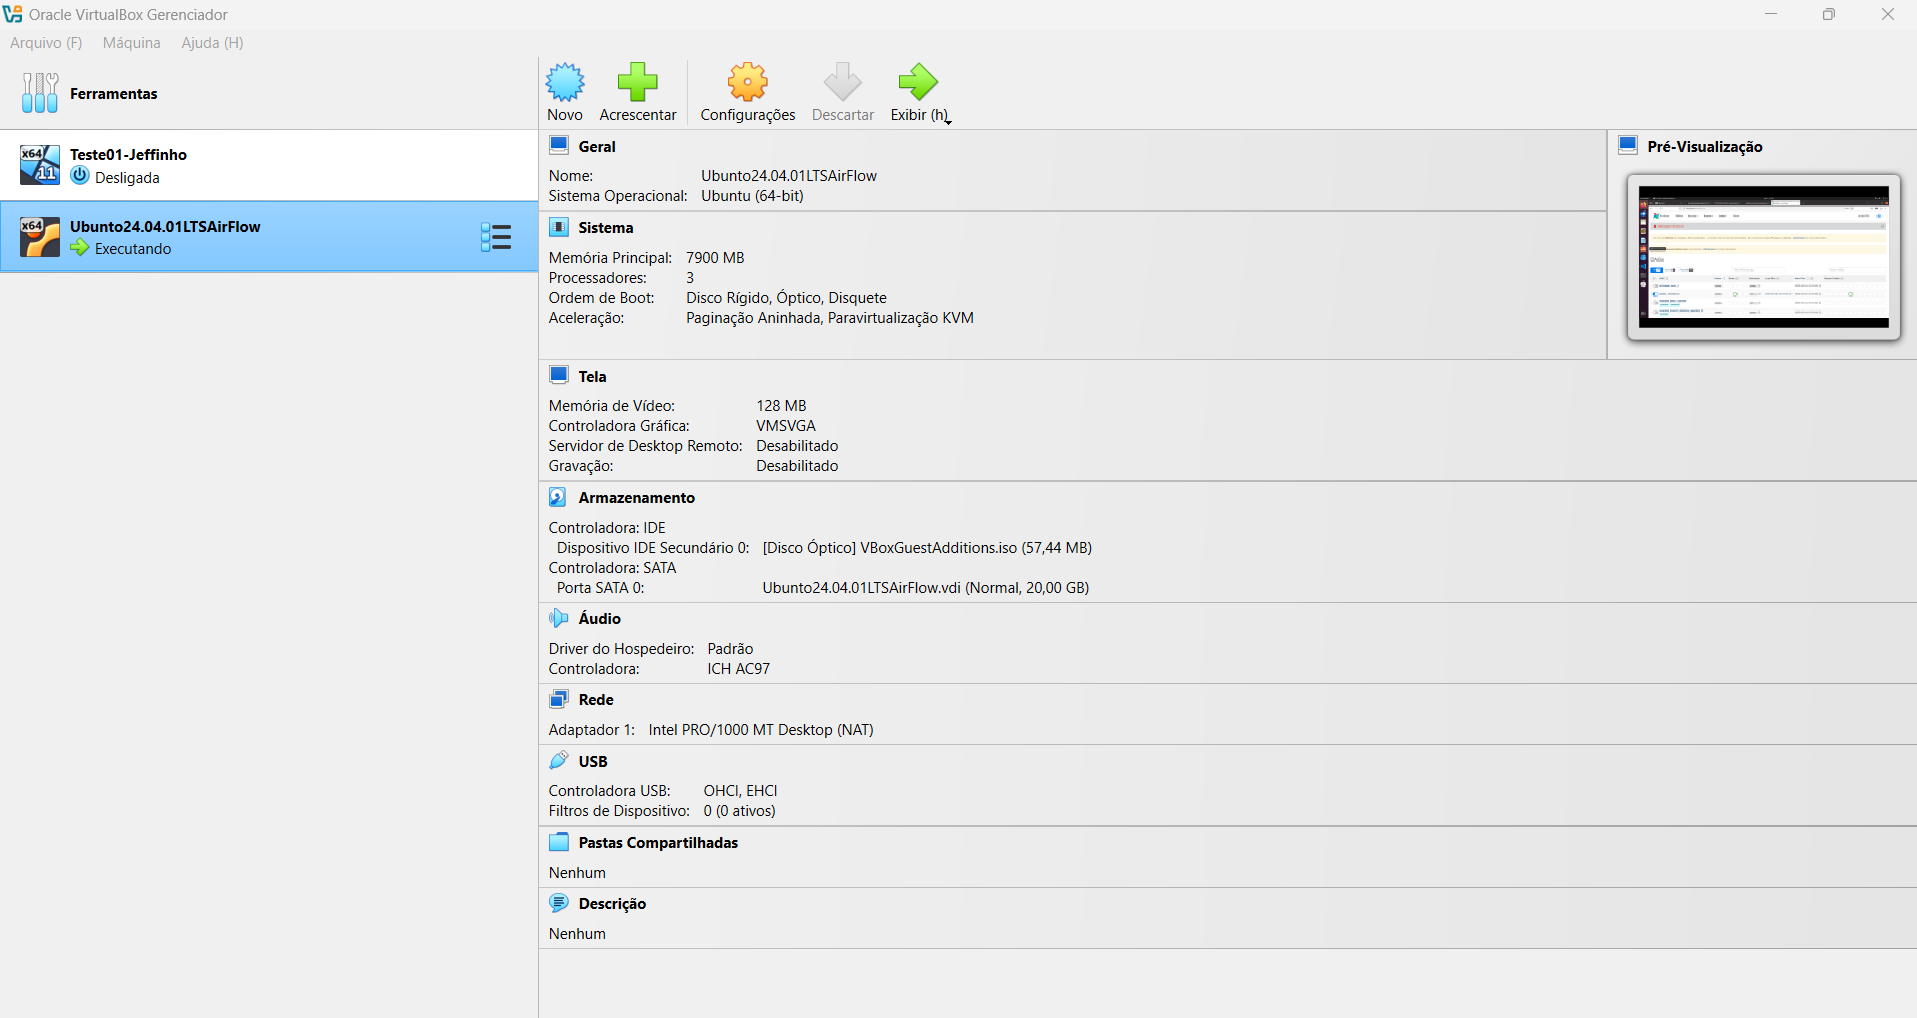 Oracle VirtualBox Gerenciador
Arquivo (F) Máquina Ajuda (H)
Ferramentas
Novo Acrescentar Configurações Descartar Exibir (h)
x64 11 Teste01-Jeffinho
Desligada
x64 Ubunto24.04.01LTSAirFlow
Executando
Geral
Nome: Ubunto24.04.01LTSAirFlow
Sistema Operacional: Ubuntu (64-bit)
Pré-Visualização
Sistema
Memória Principal: 7900 MB
Processadores: 3
Ordem de Boot: Disco Rígido, Óptico, Disquete
Aceleração: Paginação Aninhada, Paravirtualização KVM
Tela
Memória de Vídeo: 128 MB
Controladora Gráfica: VMSVGA
Servidor de Desktop Remoto: Desabilitado
Gravação: Desabilitado
Armazenamento
Controladora: IDE
Dispositivo IDE Secundário 0: [Disco Óptico] VBoxGuestAdditions.iso (57,44 MB)
Controladora: SATA
Porta SATA 0: Ubunto24.04.01LTSAirFlow.vdi (Normal, 20,00 GB)
Áudio
Driver do Hospedeiro: Padrão
Controladora: ICH AC97
Rede
Adaptador 1: Intel PRO/1000 MT Desktop (NAT)
USB
Controladora USB: OHCI, EHCI
Filtros de Dispositivo: 0 (0 ativos)
Pastas Compartilhadas
Nenhum
Descrição
Nenhum